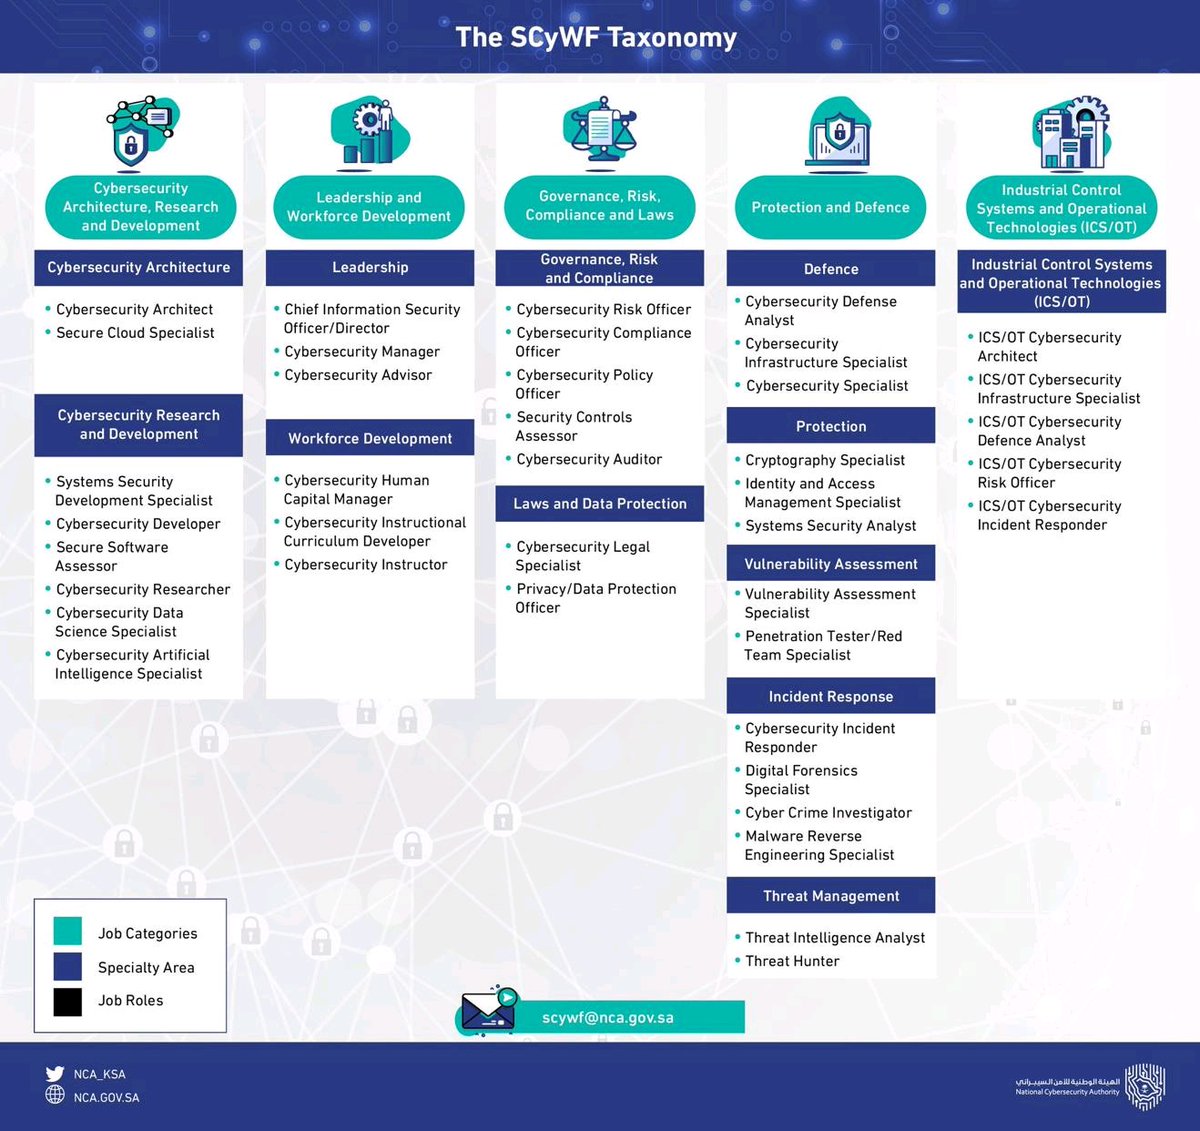 The SCyWF Taxonomy
Cybersecurity
Architecture, Research
and Development
Cybersecurity Architecture
• Cybersecurity Architect
• Secure Cloud Specialist
Cybersecurity Research
and Development
• Systems Security
Development Specialist
• Cybersecurity Developer
• Secure Software
Assessor
• Cybersecurity Researcher
• Cybersecurity Data
Science Specialist
• Cybersecurity Artificial
Intelligence Specialist
Leadership and
Workforce Development
Leadership
• Chief Information Security
Officer/Director
• Cybersecurity Manager
• Cybersecurity Advisor
Workforce Development
• Cybersecurity Human
Capital Manager
• Cybersecurity Instructional
Curriculum Developer
• Cybersecurity Instructor
Governance, Risk,
Compliance and Laws
Governance, Risk
and Compliance
• Cybersecurity Risk Officer
• Cybersecurity Compliance
Officer
• Cybersecurity Policy
Officer
• Security Controls
Assessor
• Cybersecurity Auditor
Laws and Data Protection
• Cybersecurity Legal
Specialist
• Privacy/Data Protection
Officer
Protection and Defence
Defence
• Cybersecurity Defense
Analyst
• Cybersecurity
Infrastructure Specialist
• Cybersecurity Specialist
Protection
• Cryptography Specialist
• Identity and Access
Management Specialist
• Systems Security Analyst
Vulnerability Assessment
• Vulnerability Assessment
Specialist
• Penetration Tester/Red
Team Specialist
Incident Response
• Cybersecurity Incident
Responder
• Digital Forensics
Specialist
• Cyber Crime Investigator
• Malware Reverse
Engineering Specialist
Threat Management
• Threat Intelligence Analyst
• Threat Hunter
Industrial Control
Systems and Operational
Technologies (ICS/OT)
Industrial Control Systems
and Operational Technologies
(ICS/OT)
• ICS/OT Cybersecurity
Architect
• ICS/OT Cybersecurity
Infrastructure Specialist
• ICS/OT Cybersecurity
Defence Analyst
• ICS/OT Cybersecurity
Risk Officer
• ICS/OT Cybersecurity
Incident Responder
Job Categories
Specialty Area
Job Roles
scywf@nca.gov.sa
NCA_KSA
NCA.GOV.SA
الهيئة الوطنية للأمن السيبراني
National Cybersecurity Authority